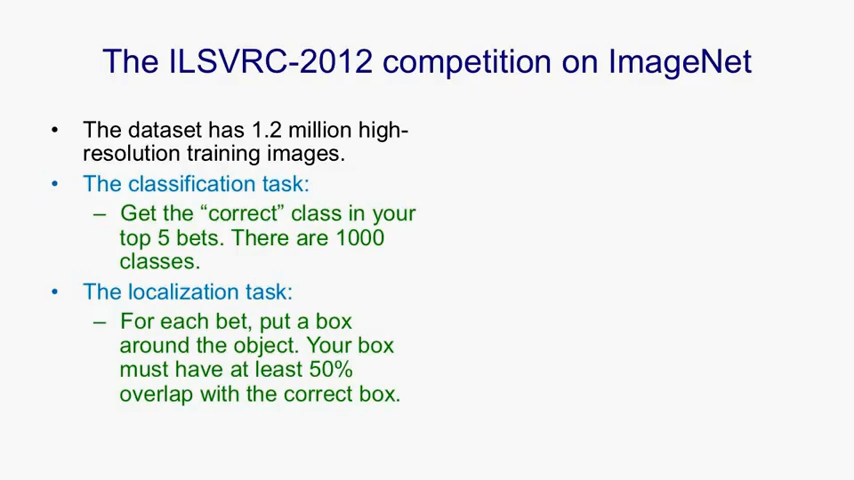 The ILSVRC-2012 competition on ImageNet
• The dataset has 1.2 million high-
resolution training images.
• The classification task:
– Get the “correct” class in your
top 5 bets. There are 1000
classes.
• The localization task:
– For each bet, put a box
around the object. Your box
must have at least 50%
overlap with the correct box.